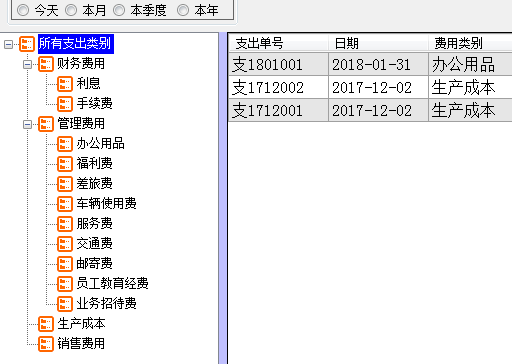 今天 本月 本季度 本年
所有支出类别
财务费用
利息
手续费
管理费用
办公用品
福利费
差旅费
车辆使用费
服务费
交通费
邮寄费
员工教育经费
业务招待费
生产成本
销售费用
支出单号 日期 费用类别
支1801001 2018-01-31 办公用品
支1712002 2017-12-02 生产成本
支1712001 2017-12-02 生产成本